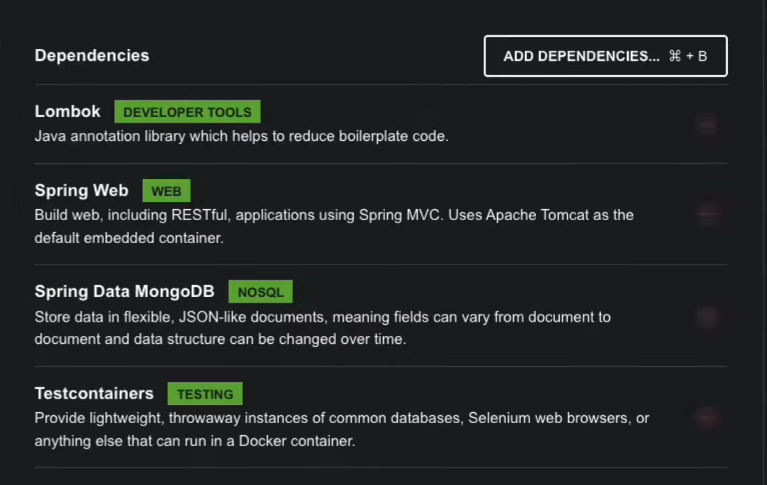 Dependencies
ADD DEPENDENCIES... ⌘ + B
Lombok DEVELOPER TOOLS
Java annotation library which helps to reduce boilerplate code.
Spring Web WEB
Build web, including RESTful, applications using Spring MVC. Uses Apache Tomcat as the
default embedded container.
Spring Data MongoDB NOSQL
Store data in flexible, JSON-like documents, meaning fields can vary from document to
document and data structure can be changed over time.
Testcontainers TESTING
Provide lightweight, throwaway instances of common databases, Selenium web browsers, or
anything else that can run in a Docker container.